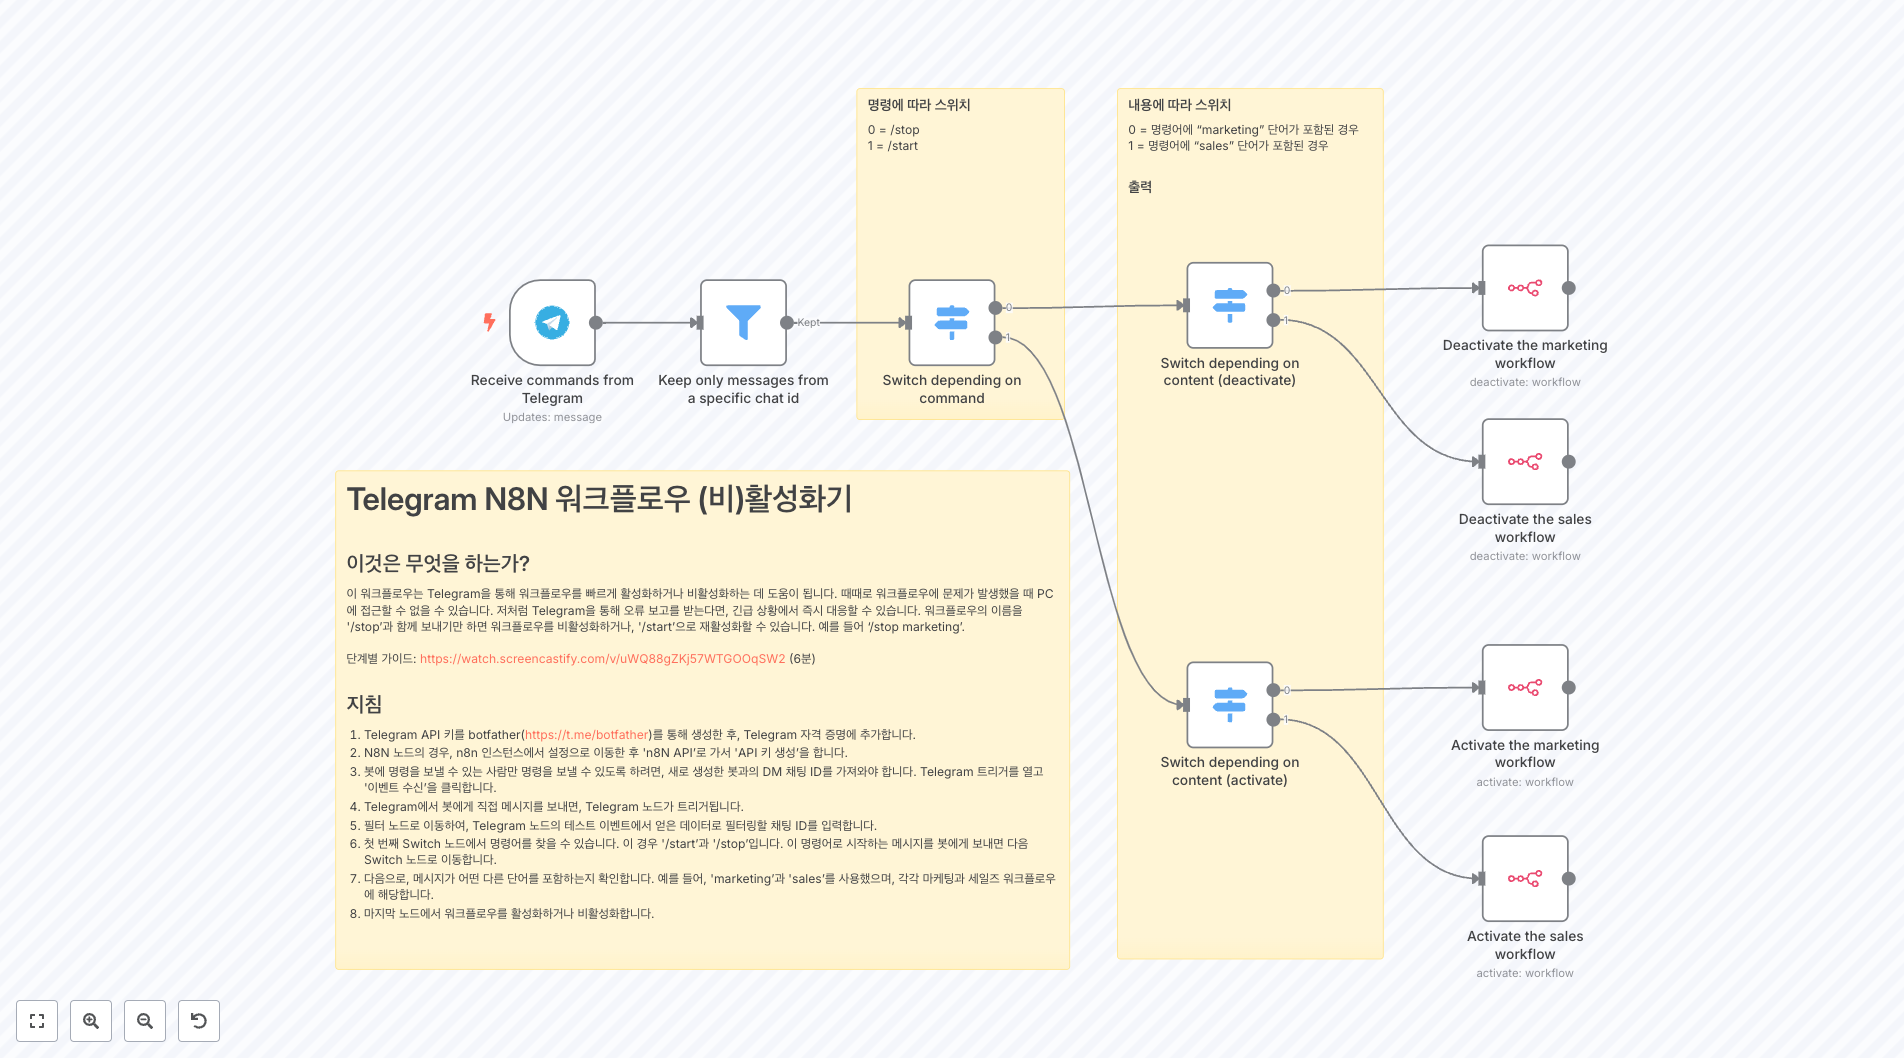 명령에 따라 스위치
0 = /stop
1 = /start
내용에 따라 스위치
0 = 명령어에 “marketing” 단어가 포함된 경우
1 = 명령어에 “sales” 단어가 포함된 경우
출력
Receive commands from
Telegram
Updates: message
Keep only messages from
a specific chat id
Kept
Switch depending on
command
0
1
Switch depending on
content (deactivate)
0
1
Deactivate the marketing
workflow
deactivate: workflow
Deactivate the sales
workflow
deactivate: workflow
Telegram N8N 워크플로우 (비)활성화기
이것은 무엇을 하는가?
이 워크플로우는 Telegram을 통해 워크플로우를 빠르게 활성화하거나 비활성화하는 데 도움이 됩니다. 때때로 워크플로우에 문제가 발생했을 때 PC
에 접근할 수 없을 수 있습니다. 저처럼 Telegram을 통해 오류 보고를 받는다면, 긴급 상황에서 즉시 대응할 수 있습니다. 워크플로우의 이름을
'/stop’과 함께 보내기만 하면 워크플로우를 비활성화하거나, '/start’으로 재활성화할 수 있습니다. 예를 들어 ‘/stop marketing’.
단계별 가이드: https://watch.screencastify.com/v/uWQ88gZKj57WTGOOqSW2 (6분)
지침
1. Telegram API 키를 botfather(https://t.me/botfather)를 통해 생성한 후, Telegram 자격 증명에 추가합니다.
2. N8N 노드의 경우, n8n 인스턴스에서 설정으로 이동한 후 'n8N API’로 가서 'API 키 생성’을 합니다.
3. 봇에 명령을 보낼 수 있는 사람만 명령을 보낼 수 있도록 하려면, 새로 생성한 봇과의 DM 채팅 ID를 가져와야 합니다. Telegram 트리거를 열고
'이벤트 수신’을 클릭합니다.
4. Telegram에서 봇에게 직접 메시지를 보내면, Telegram 노드가 트리거됩니다.
5. 필터 노드로 이동하여, Telegram 노드의 테스트 이벤트에서 얻은 데이터로 필터링할 채팅 ID를 입력합니다.
6. 첫 번째 Switch 노드에서 명령어를 찾을 수 있습니다. 이 경우 '/start’과 '/stop’입니다. 이 명령어로 시작하는 메시지를 봇에게 보내면 다음
Switch 노드로 이동합니다.
7. 다음으로, 메시지가 어떤 다른 단어를 포함하는지 확인합니다. 예를 들어, 'marketing’과 'sales’를 사용했으며, 각각 마케팅과 세일즈 워크플로우
에 해당합니다.
8. 마지막 노드에서 워크플로우를 활성화하거나 비활성화합니다.
Switch depending on
content (activate)
0
1
Activate the marketing
workflow
activate: workflow
Activate the sales
workflow
activate: workflow